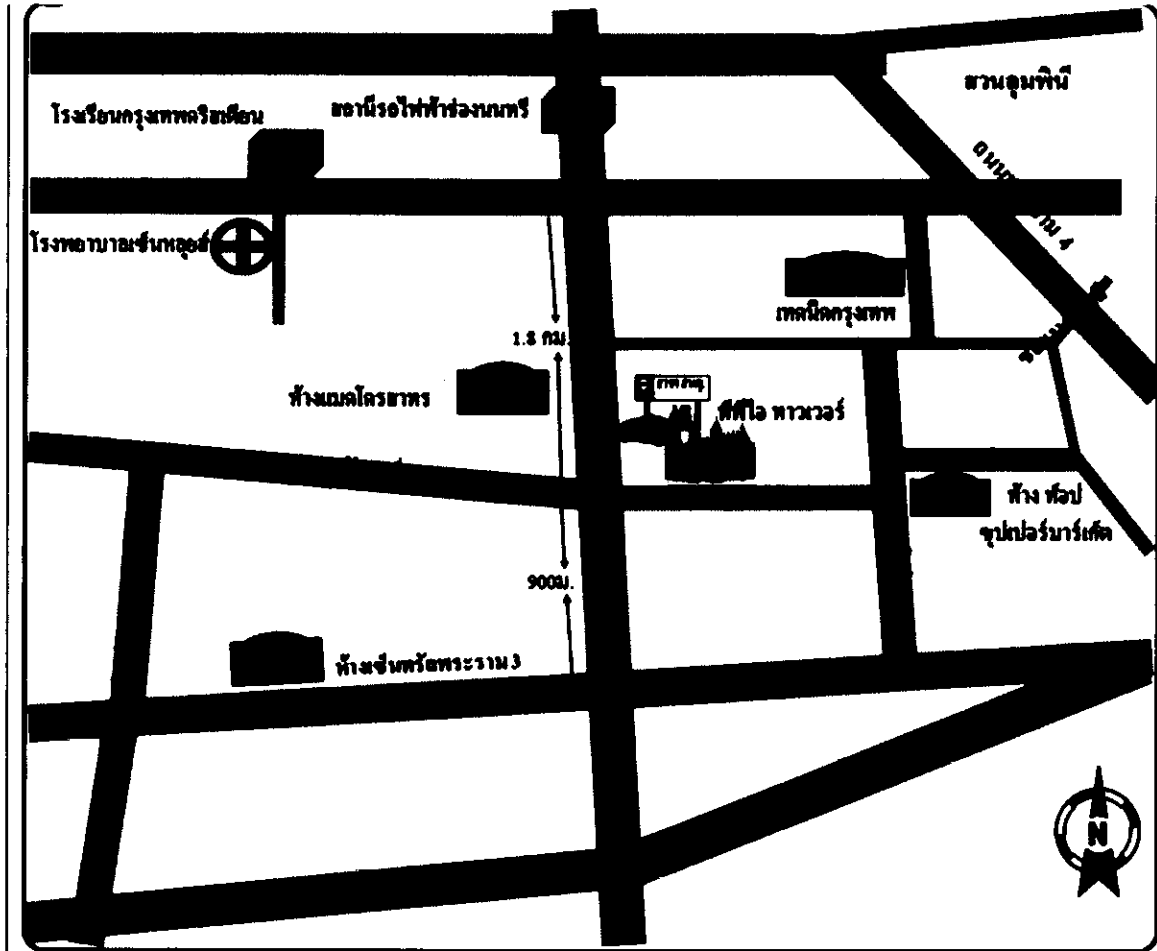 สวนลุมพินี
โรงเรียนกรุงเทพคริสเตียน
สถานีรถไฟฟ้าช่องนนทรี
โรงพยาบาลเซ็นหลุยส์
เทคนิคกรุงเทพ
1.8 กม.
ห้างแมคโครสาทร
ทีพีไอ ทาวเวอร์
ห้าง ท๊อป
ซุปเปอร์มาร์เก็ต
900ม.
ห้างเซ็นทรัลพระราม 3
N